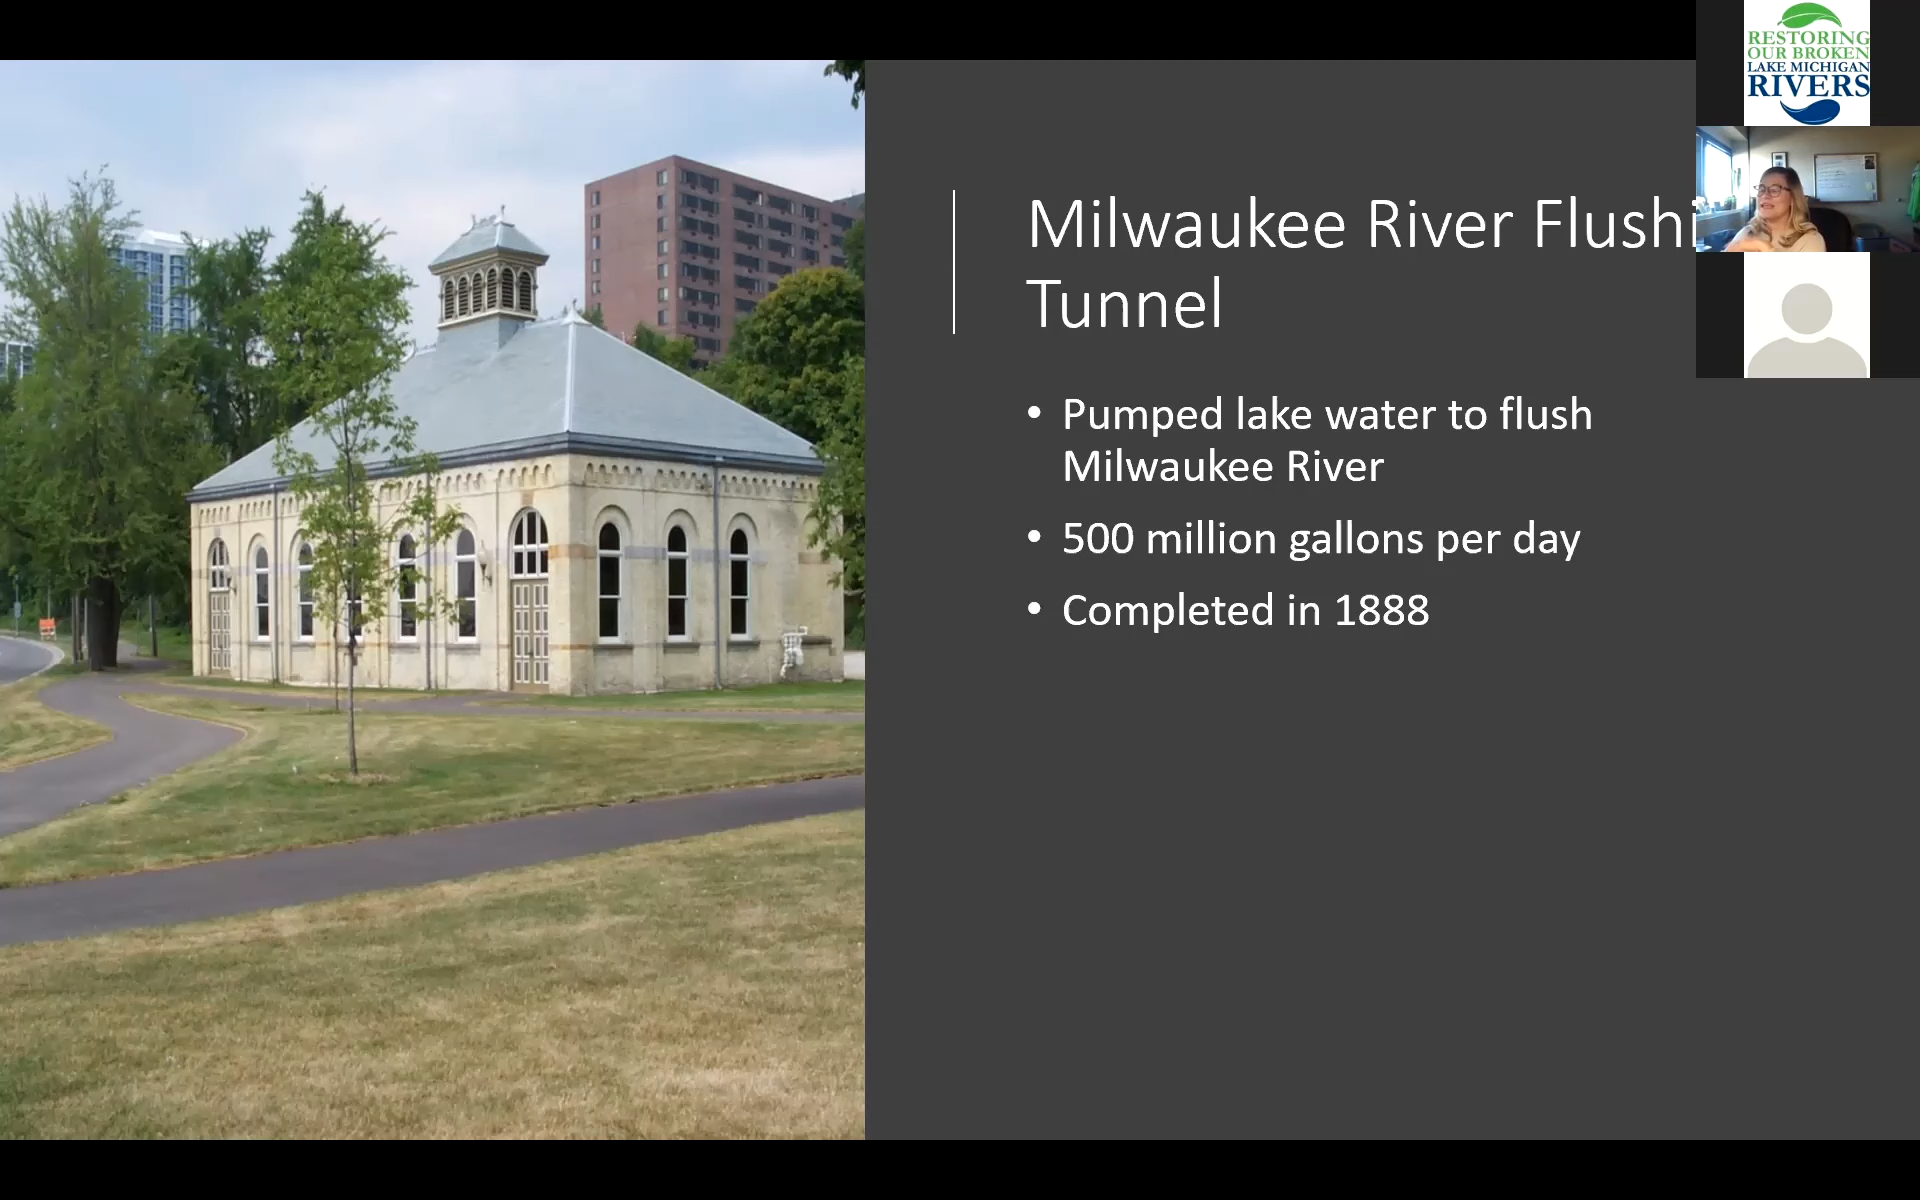 RESTORING
OUR BROKEN
LAKE MICHIGAN
RIVERS
Milwaukee River Flushi
Tunnel
• Pumped lake water to flush
Milwaukee River
• 500 million gallons per day
• Completed in 1888